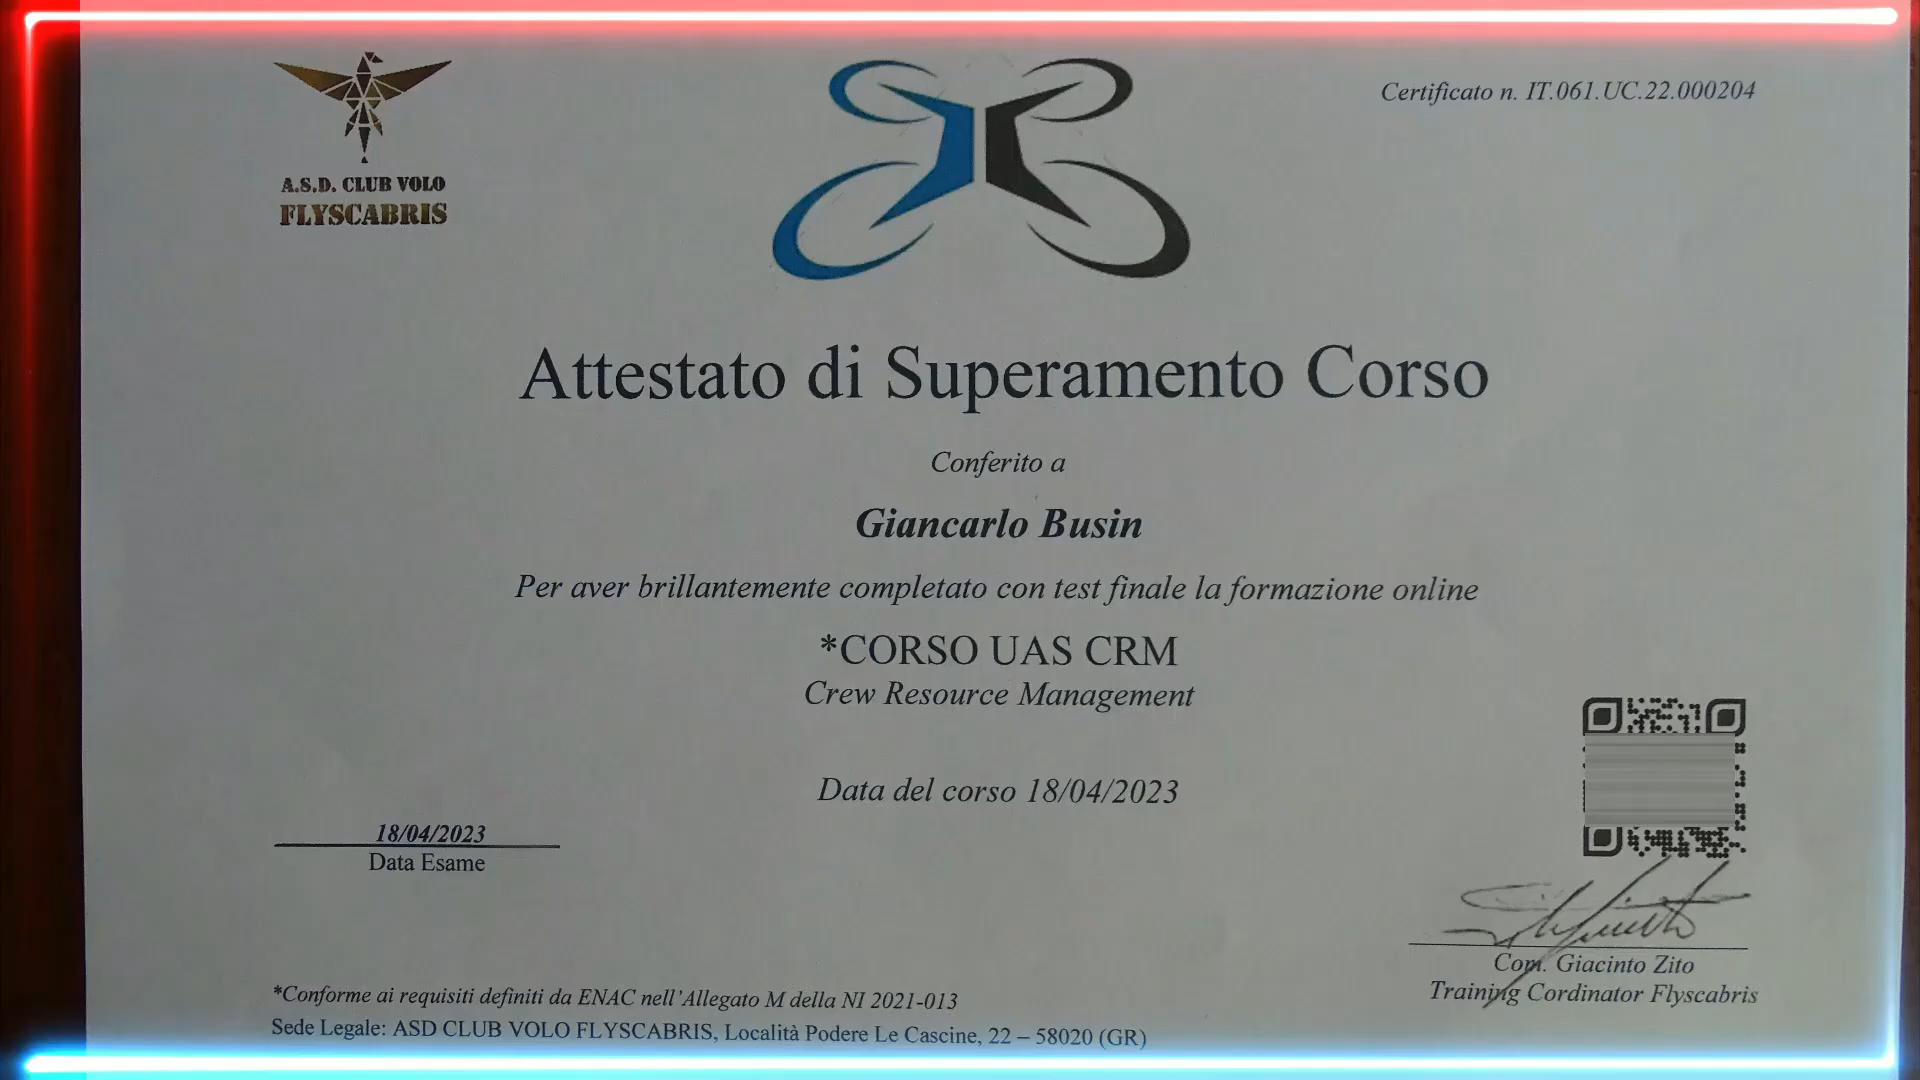 A.S.D. CLUB VOLO
FLYSCABRIS
Certificato n. IT.061.UC.22.000204
Attestato di Superamento Corso
Conferito a
Giancarlo Busin
Per aver brillantemente completato con test finale la formazione online
*CORSO UAS CRM
Crew Resource Management
Data del corso 18/04/2023
18/04/2023
Data Esame
Com. Giacinto Zito
Training Cordinator Flyscabris
*Conforme ai requisiti definiti da ENAC nell'Allegato M della NI 2021-013
Sede Legale: ASD CLUB VOLO FLYSCABRIS, Località Podere Le Cascine, 22 – 58020 (GR)